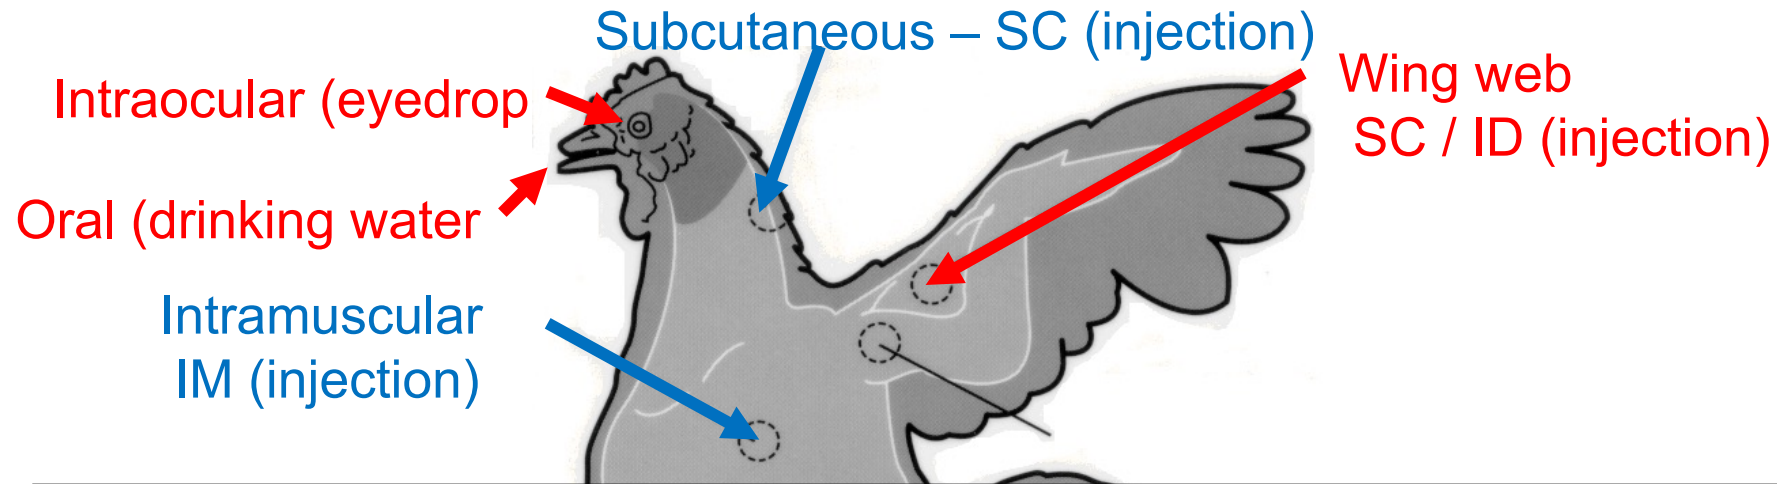 Subcutaneous – SC (injection)
Intraocular (eyedrop
Wing web
SC / ID (injection)
Oral (drinking water
Intramuscular
IM (injection)